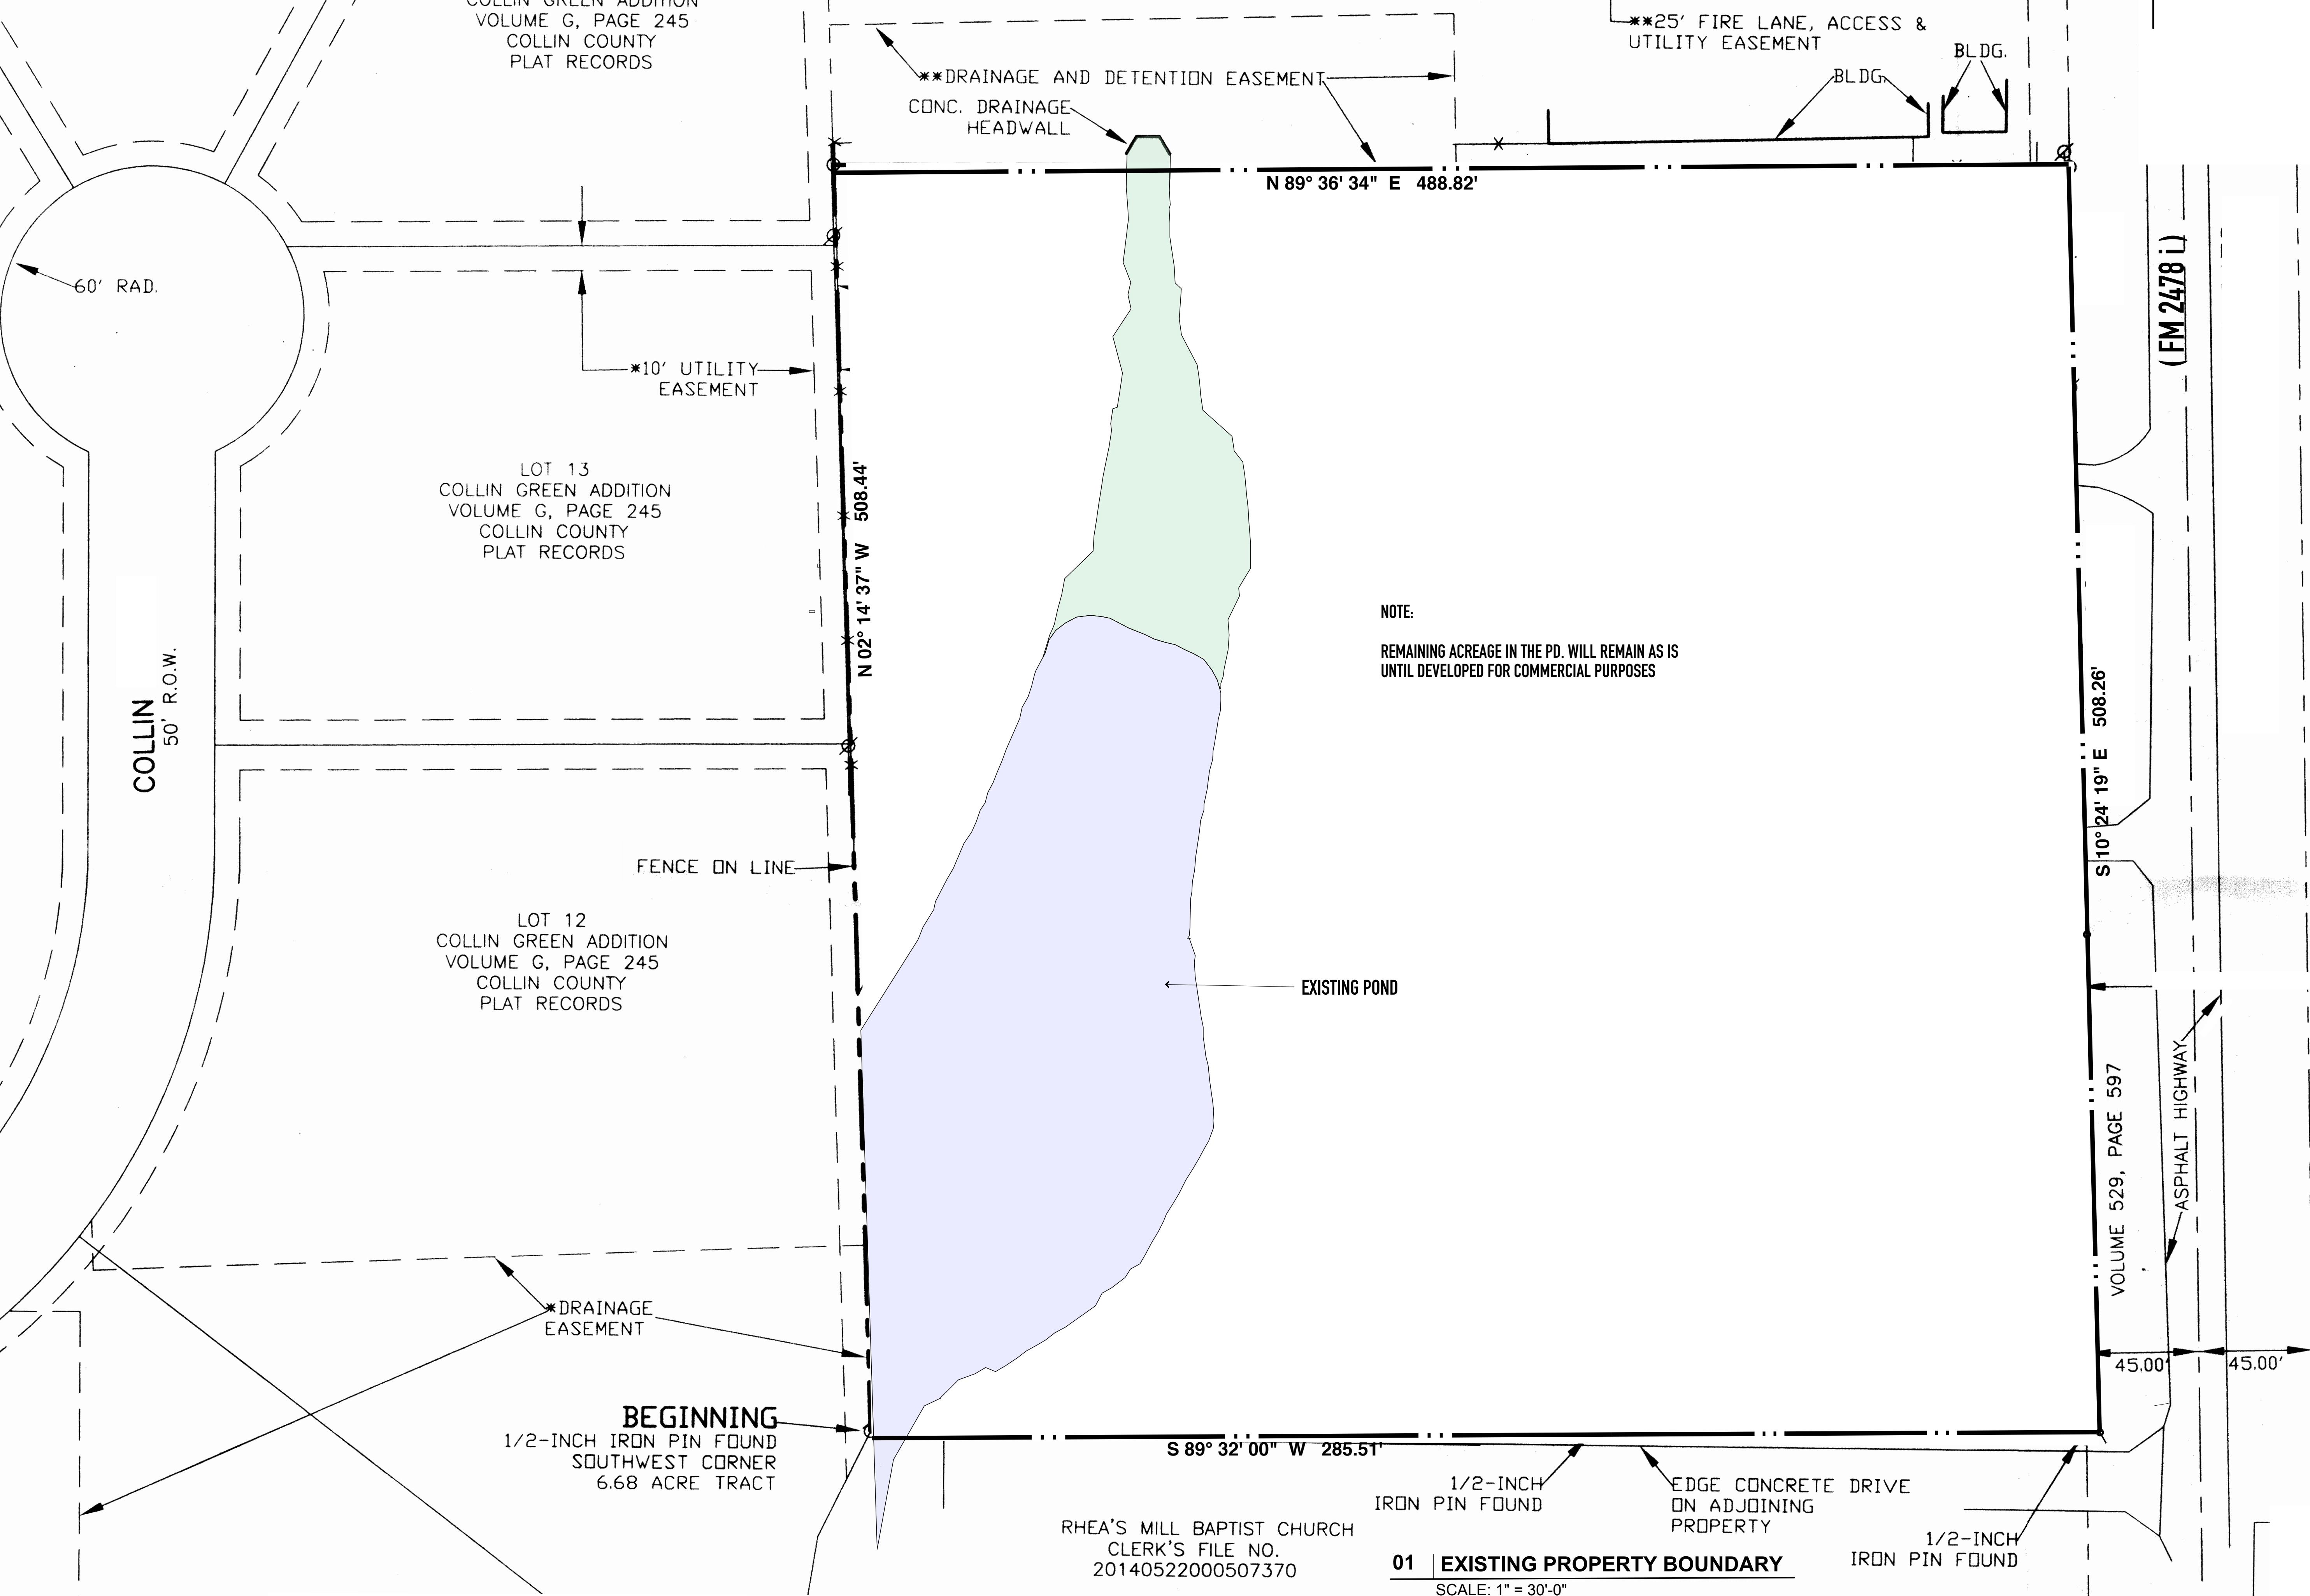 COLLIN GREEN ADDITION
VOLUME G, PAGE 245
COLLIN COUNTY
PLAT RECORDS
**25' FIRE LANE, ACCESS &
UTILITY EASEMENT
BLDG.
BLDG.
**DRAINAGE AND DETENTION EASEMENT
CONC. DRAINAGE
HEADWALL
N 89° 36' 34" E 488.82'
60' RAD.
*10' UTILITY
EASEMENT
( FM 2478 i.)
LOT 13
COLLIN GREEN ADDITION
VOLUME G, PAGE 245
COLLIN COUNTY
PLAT RECORDS
N 02° 14' 37" W 508.44'
NOTE:
REMAINING ACREAGE IN THE PD. WILL REMAIN AS IS
UNTIL DEVELOPED FOR COMMERCIAL PURPOSES
COLLIN
50' R.O.W.
S 10° 24' 19" E 508.26'
FENCE ON LINE
LOT 12
COLLIN GREEN ADDITION
VOLUME G, PAGE 245
COLLIN COUNTY
PLAT RECORDS
EXISTING POND
VOLUME 529, PAGE 597
ASPHALT HIGHWAY
*DRAINAGE
EASEMENT
45.00'
45.00'
BEGINNING
1/2-INCH IRON PIN FOUND
SOUTHWEST CORNER
6.68 ACRE TRACT
S 89° 32' 00" W 285.51'
1/2-INCH
IRON PIN FOUND
EDGE CONCRETE DRIVE
ON ADJOINING
PROPERTY
1/2-INCH
IRON PIN FOUND
RHEA'S MILL BAPTIST CHURCH
CLERK'S FILE NO.
20140522000507370
01 EXISTING PROPERTY BOUNDARY
SCALE: 1" = 30'-0"